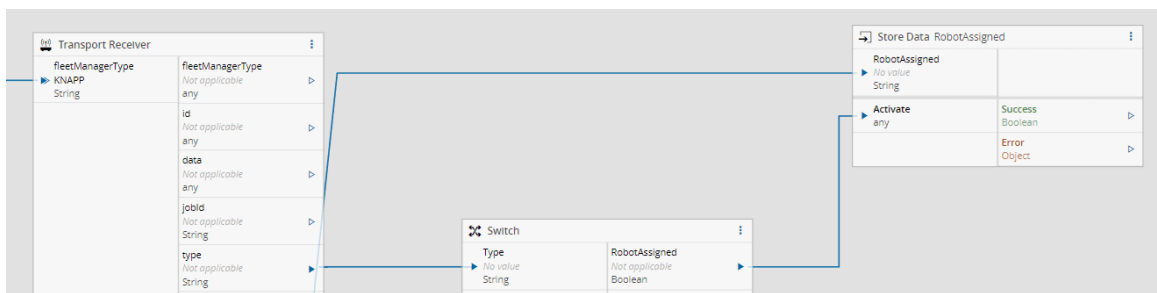 Transport Receiver
fleetManagerType
KNAPP
String
fleetManagerType
Not applicable
any
id
Not applicable
any
data
Not applicable
any
jobId
Not applicable
String
type
Not applicable
String
Switch
Type
No value
String
RobotAssigned
Not applicable
Boolean
Store Data RobotAssigned
RobotAssigned
No value
String
Activate
any
Success
Boolean
Error
Object